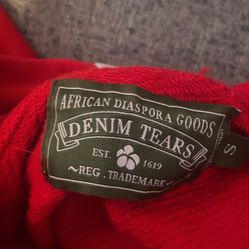 AFRICAN DIASPORA GOODS
DENIM TEARS
EST. 1619
~REG. TRADEMARK~
S